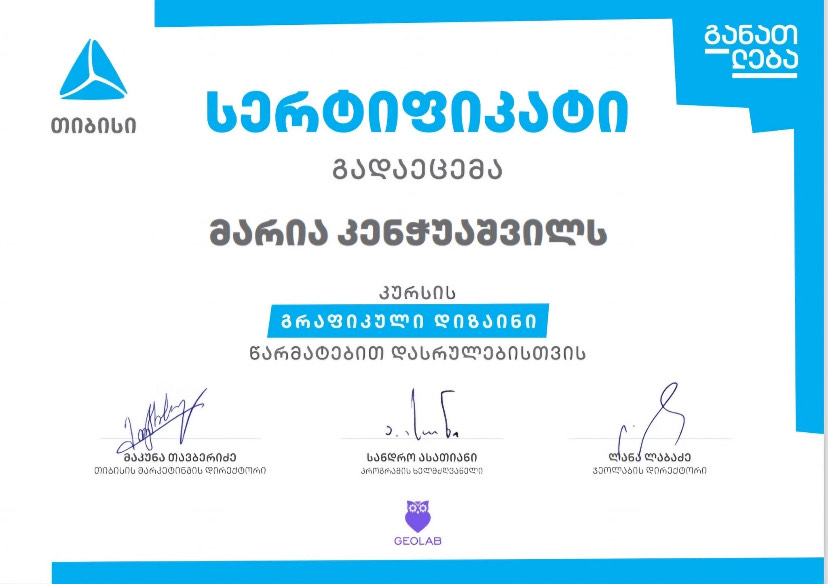 განათ
ლება
თიბისი
სერტიფიკატი
გადაეცემა
მარია კენჭუაშვილს
კურსის
გრაფიკული დიზაინი
წარმატებით დასრულებისთვის
მაკუნა თავბერიძე
თიბისის მარკეტინგის დირექტორი
სანდრო ასათიანი
პროგრამის ხელმძღვანელი
ლანა ლაბაძე
ჯეოლაბის დირექტორი
GEOLAB